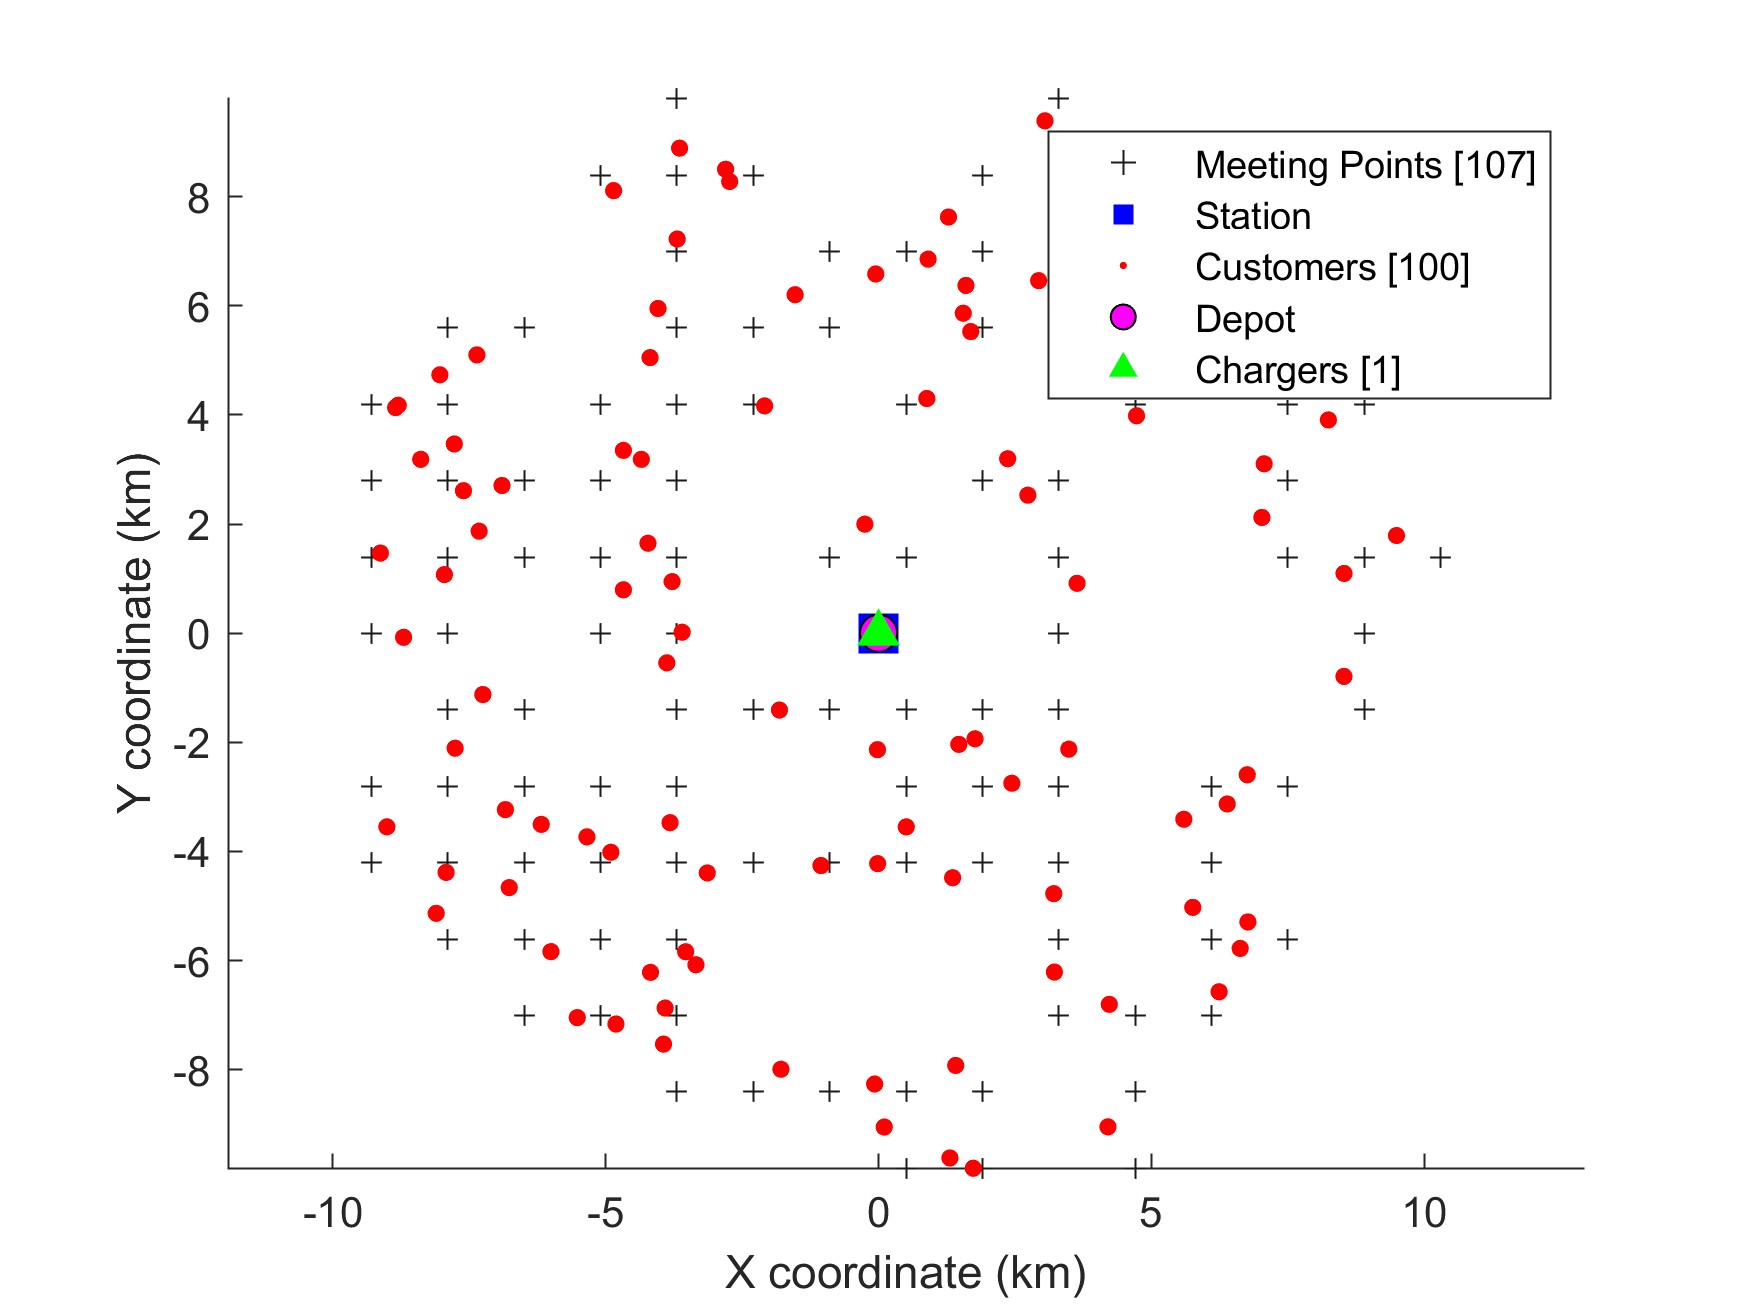 Meeting Points [107]
Station
Customers [100]
Depot
Chargers [1]
8
6
4
2
0
-2
-4
-6
-8
Y coordinate (km)
-10 -5 0 5 10
X coordinate (km)